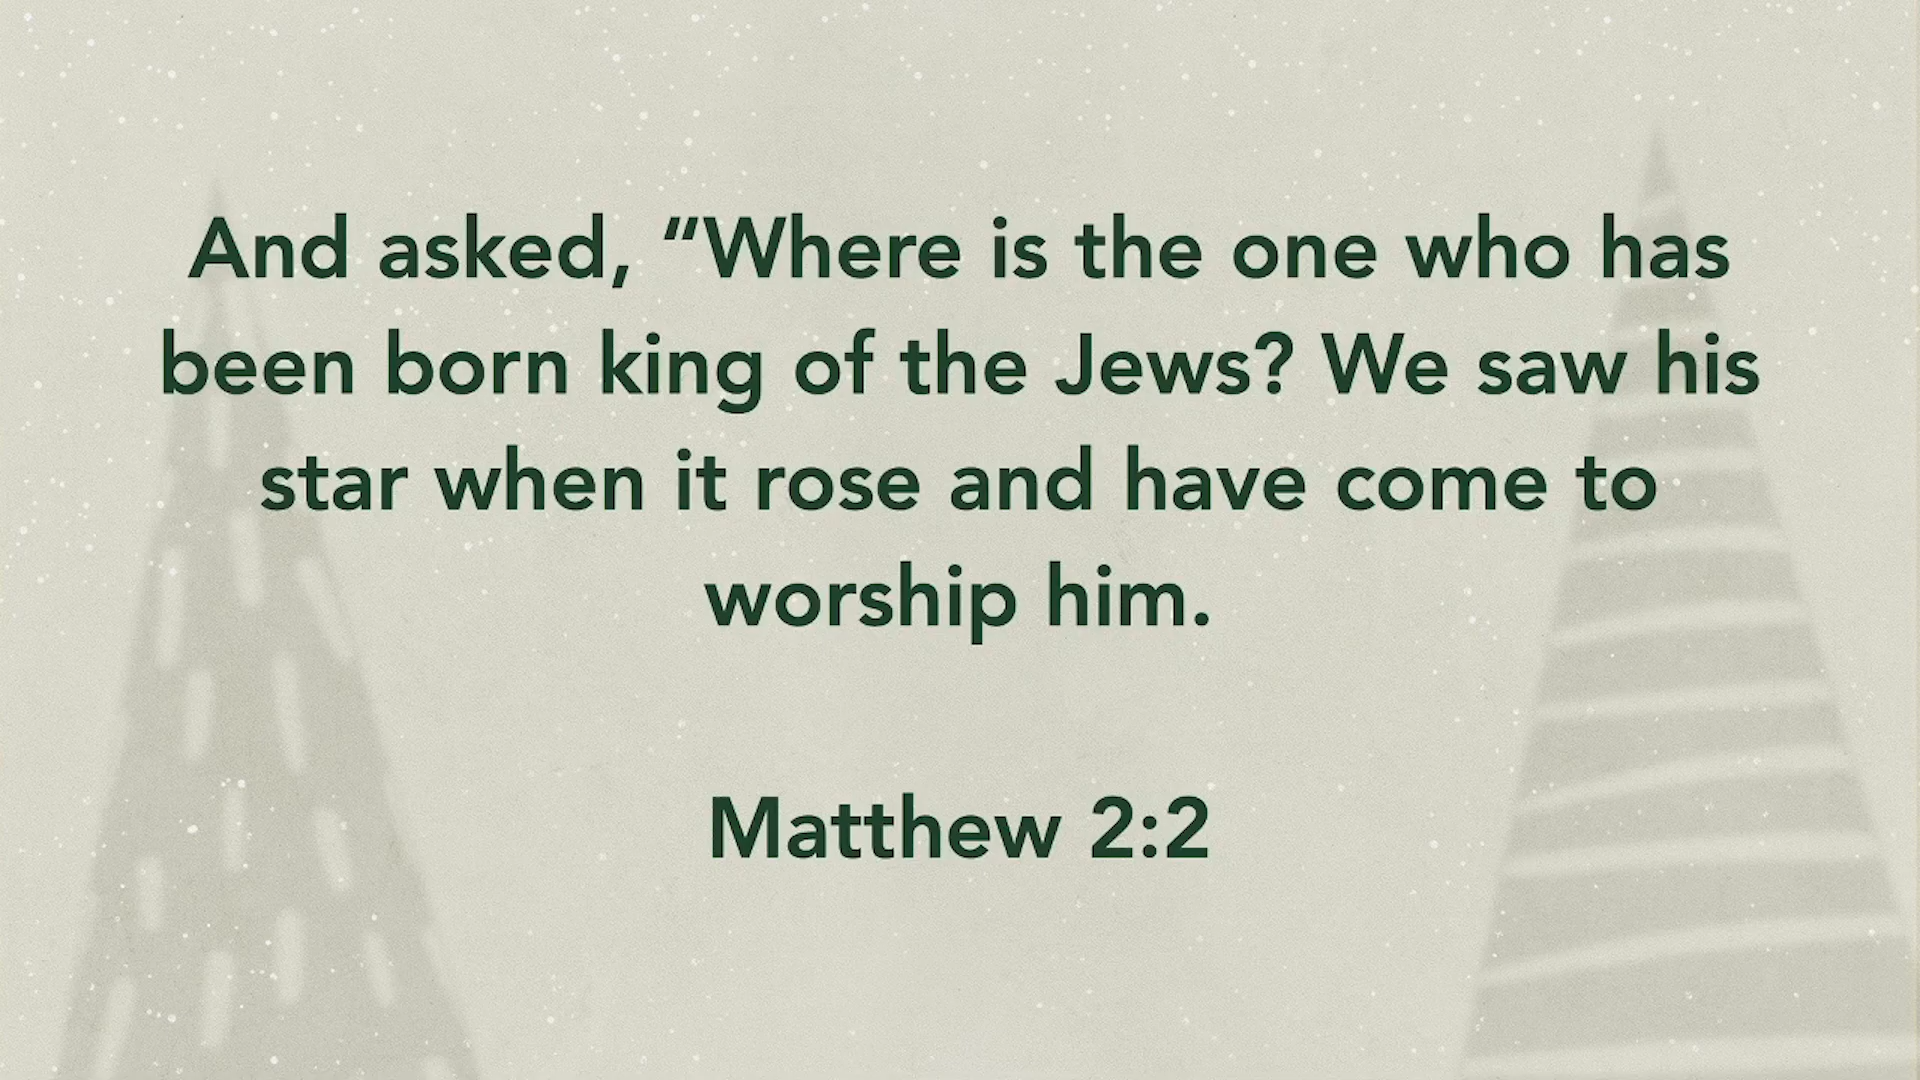 And asked, “Where is the one who has
been born king of the Jews? We saw his
star when it rose and have come to
worship him.
Matthew 2:2